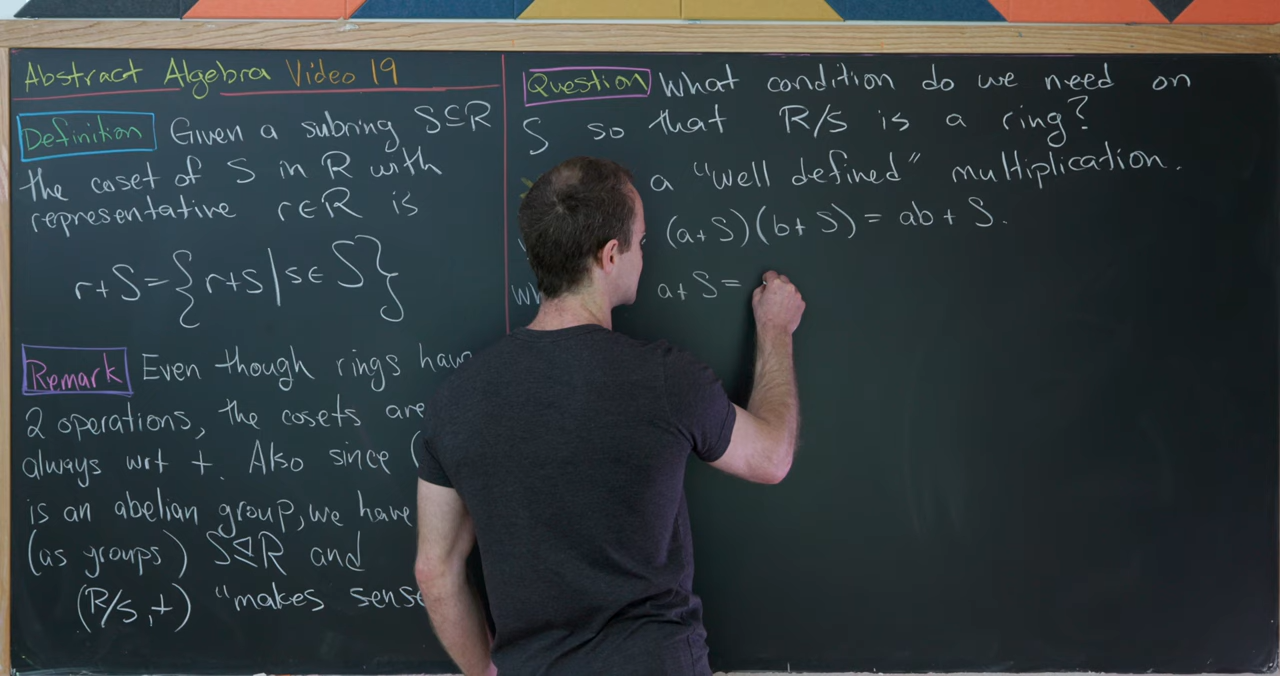 Abstract Algebra Video 19
Definition Given a subring S⊆R
the coset of S in R with
representative r∈R is
r+S={r+s|s∈S}
Remark Even though rings have
2 operations, the cosets are
always wrt +. Also since (
is an abelian group, we have
(as groups) S⊲R and
(R/S,+) "makes sense
Question What condition do we need on
S so that R/S is a ring?
a "well defined" multiplication.
(a+S)(b+S)= ab+S.
a+S=